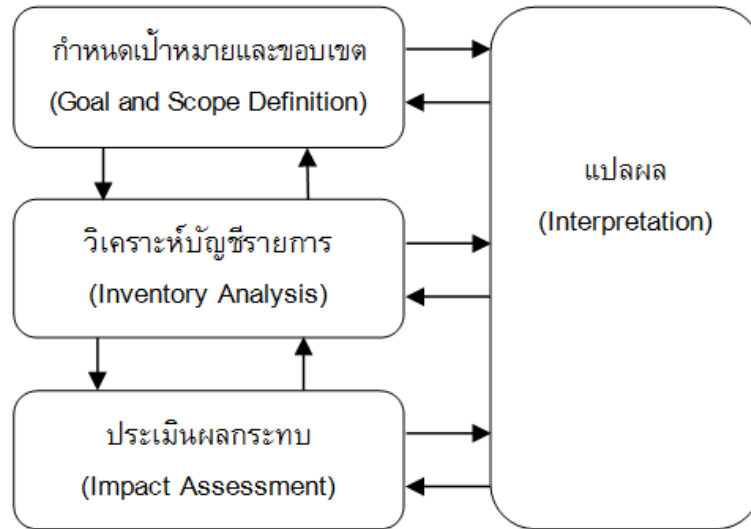 กำหนดเป้าหมายและขอบเขต
(Goal and Scope Definition)
แปลผล
(Interpretation)
วิเคราะห์บัญชีรายการ
(Inventory Analysis)
ประเมินผลกระทบ
(Impact Assessment)